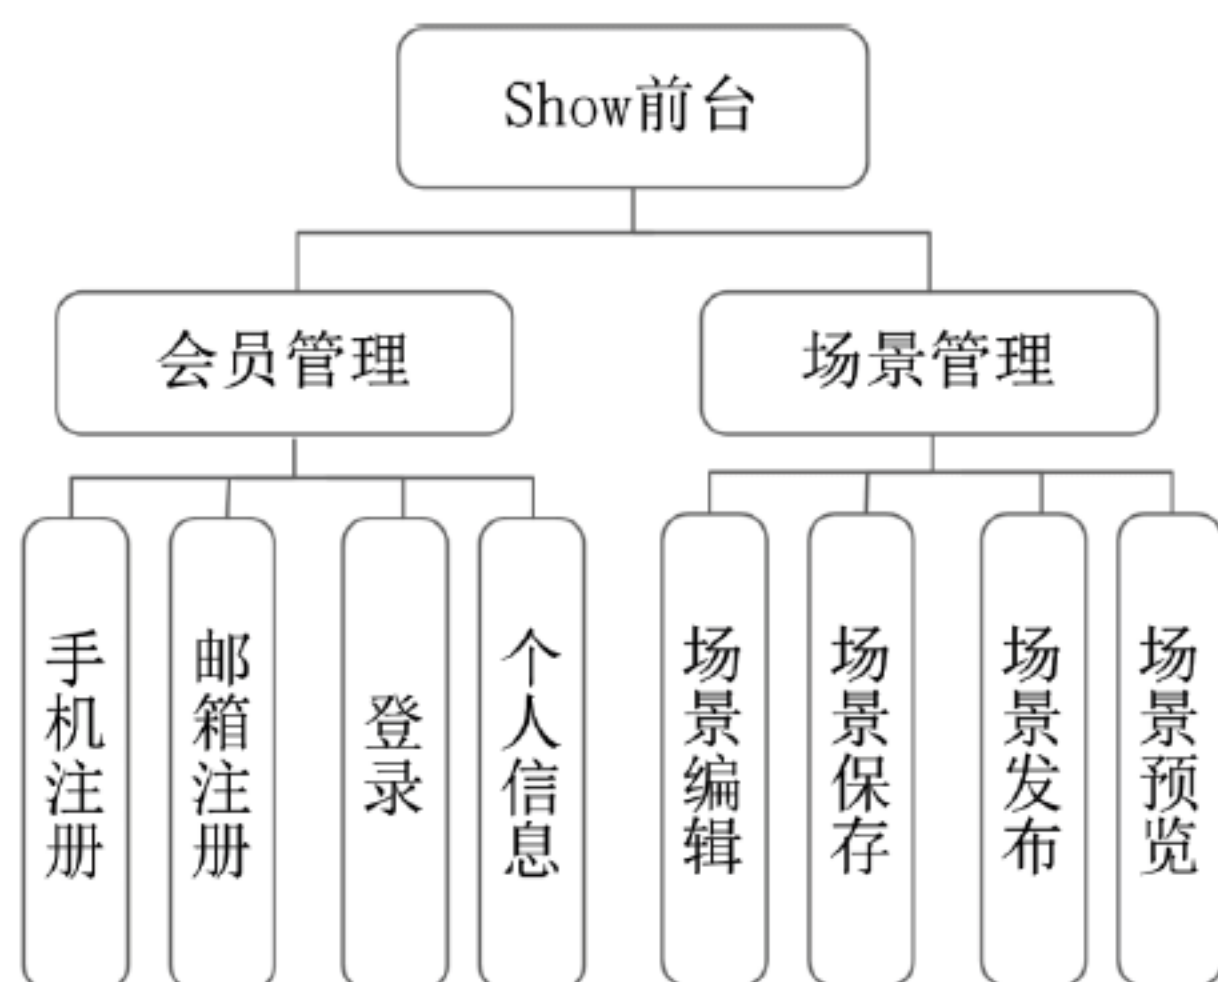 Show前台
会员管理
场景管理
手机注册
邮箱注册
登录
个人信息
场景编辑
场景保存
场景发布
场景预览